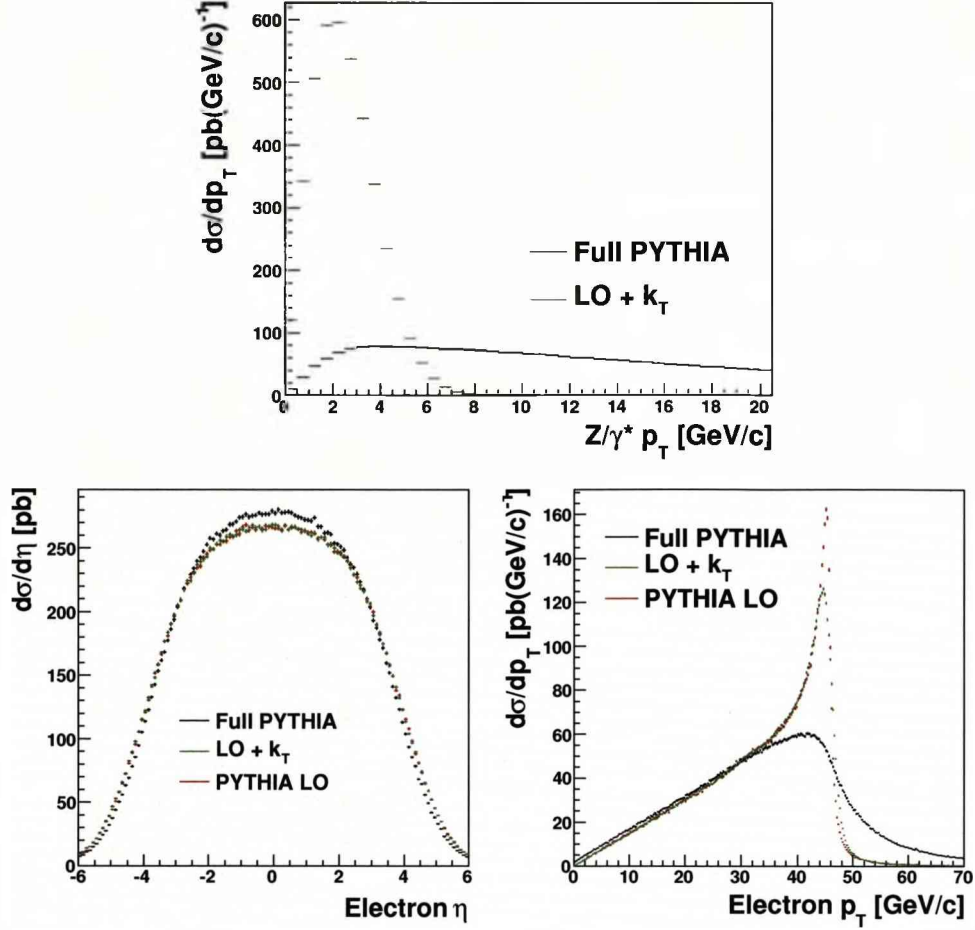 dσ/dp_T [pb(GeV/c)⁻¹]
600
500
400
300
200
100
0
Full PYTHIA
LO + k_T
0 2 4 6 8 10 12 14 16 18 20
Z/γ* p_T [GeV/c]
dσ/dη [pb]
250
200
150
100
50
0
Full PYTHIA
LO + k_T
PYTHIA LO
-6 -4 -2 0 2 4 6
Electron η
dσ/dp_T [pb(GeV/c)⁻¹]
160
140
120
100
80
60
40
20
0
Full PYTHIA
LO + k_T
PYTHIA LO
0 10 20 30 40 50 60 70
Electron p_T [GeV/c]